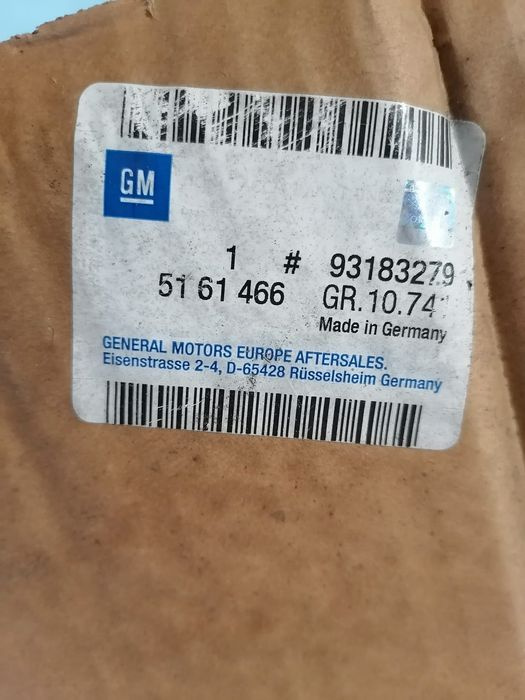 GM
1 # 93183279
51 61 466 GR.10.74
Made in Germany
GENERAL MOTORS EUROPE AFTERSALES.
Eisenstrasse 2-4, D-65428 Rüsselsheim Germany